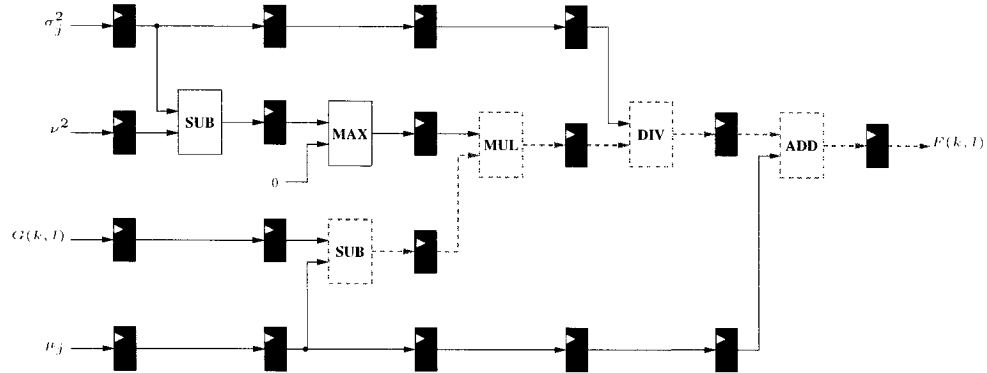 σ_j^2
ν^2
SUB
MAX
0
MUL
DIV
ADD
F(k,l)
G(k,l)
SUB
μ_j